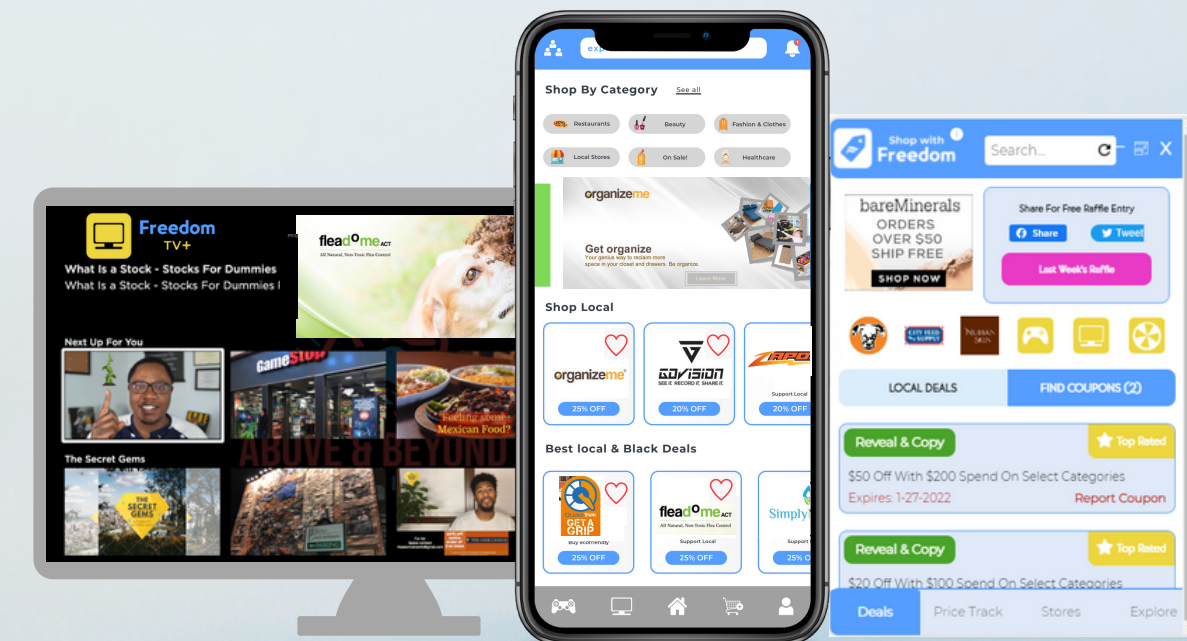 Freedom
TV+
What Is a Stock - Stocks For Dummies
What Is a Stock - Stocks For Dummies
fleadome ACT
All Natural, Non-Toxic Flea Control
Next Up For You
GameStop
Feeling some
Mexican Food?
ABOVE & BEYOND
The Secret Gems
THE
SECRET
GEMS
Shop By Category See all
Restaurants
Beauty
Fashion & Clothes
Local Stores
On Sale!
Healthcare
organizeme
Get organize
Your genius way to reclaim more
space in your closet and drawers. Be organize.
Learn More
Shop Local
organizeme
25% OFF
GOVISION
SEE IT. RECORD IT. SHARE IT.
20% OFF
Support Local
20% OFF
Best local & Black Deals
GET A
GRIP
Buy ecofriendly
25% OFF
fleadome ACT
All Natural, Non-Toxic Flea Control
Support Local
25% OFF
Simply
Support
25% O
Shop with
Freedom
Search...
X
bareMinerals
ORDERS
OVER $50
SHIP FREE
SHOP NOW
Share For Free Raffle Entry
Share
Tweet
Last Week's Raffle
CITY FEED
AND SUPPLY
NUBIAN
SKIN
LOCAL DEALS
FIND COUPONS (2)
Reveal & Copy
Top Rated
$50 Off With $200 Spend On Select Categories
Expires: 1-27-2022
Report Coupon
Reveal & Copy
Top Rated
$20 Off With $100 Spend On Select Categories
Deals
Price Track
Stores
Explore